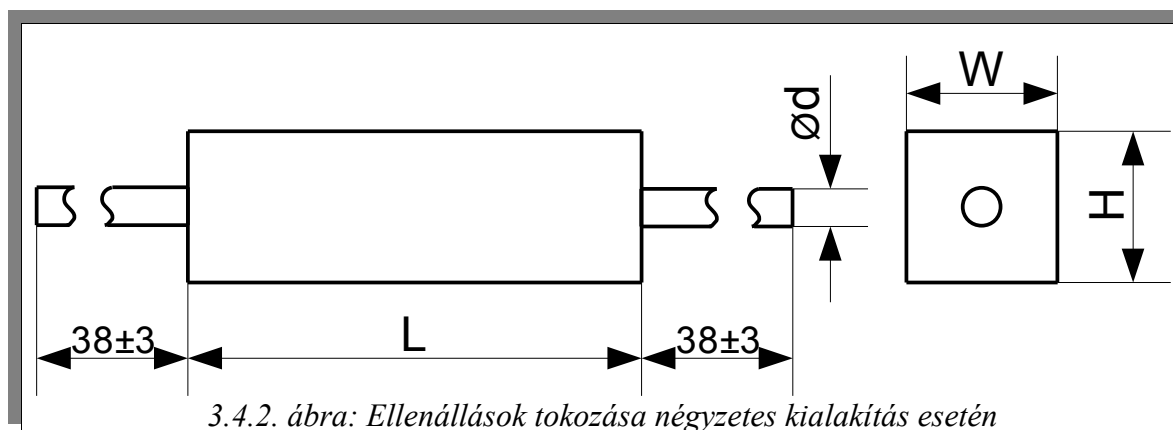 W
ød
H
38±3
L
38±3
3.4.2. ábra: Ellenállások tokozása négyzetes kialakítás esetén